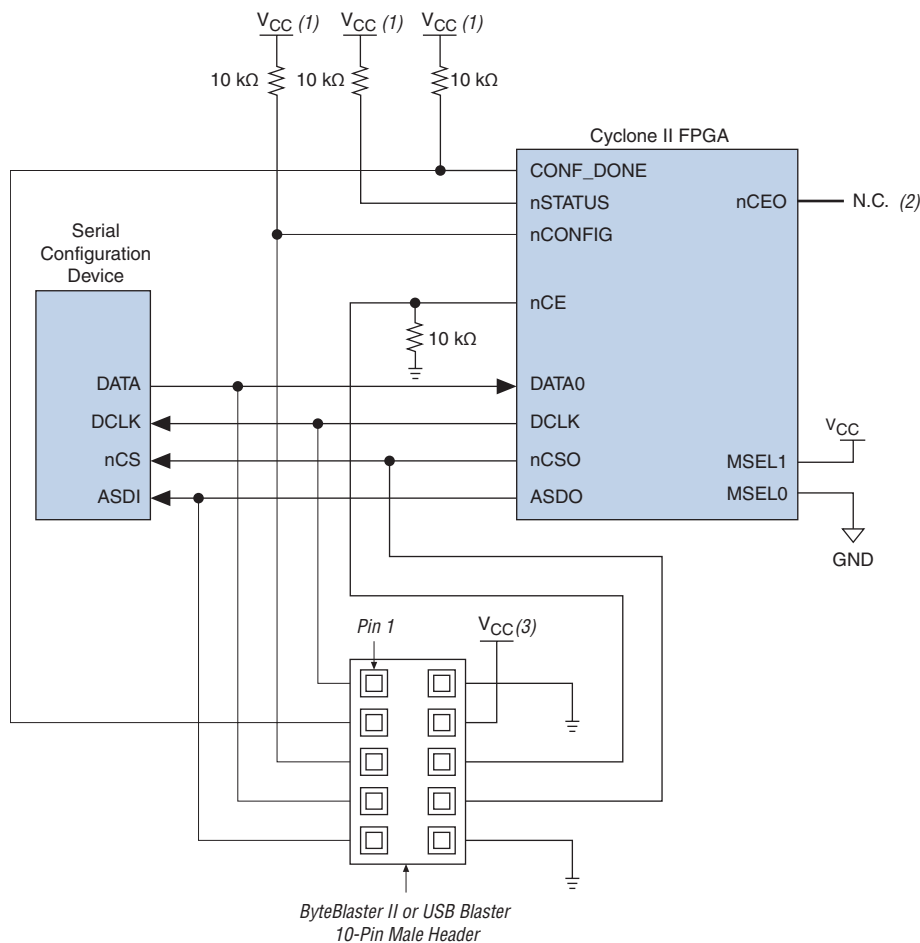 VCC (1) VCC (1) VCC (1)
10 kΩ 10 kΩ 10 kΩ
Cyclone II FPGA
CONF_DONE
nSTATUS
nCONFIG
nCE
nCEO
N.C. (2)
10 kΩ
Serial
Configuration
Device
DATA
DCLK
nCS
ASDI
DATA0
DCLK
nCSO
ASDO
MSEL1
MSEL0
VCC
GND
Pin 1
VCC (3)
ByteBlaster II or USB Blaster
10-Pin Male Header